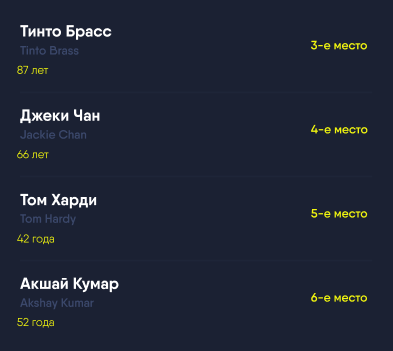 Тинто Брасс
Tinto Brass
3-е место
87 лет
Джеки Чан
Jackie Chan
4-е место
66 лет
Том Харди
Tom Hardy
5-е место
42 года
Акшай Кумар
Akshay Kumar
6-е место
52 года